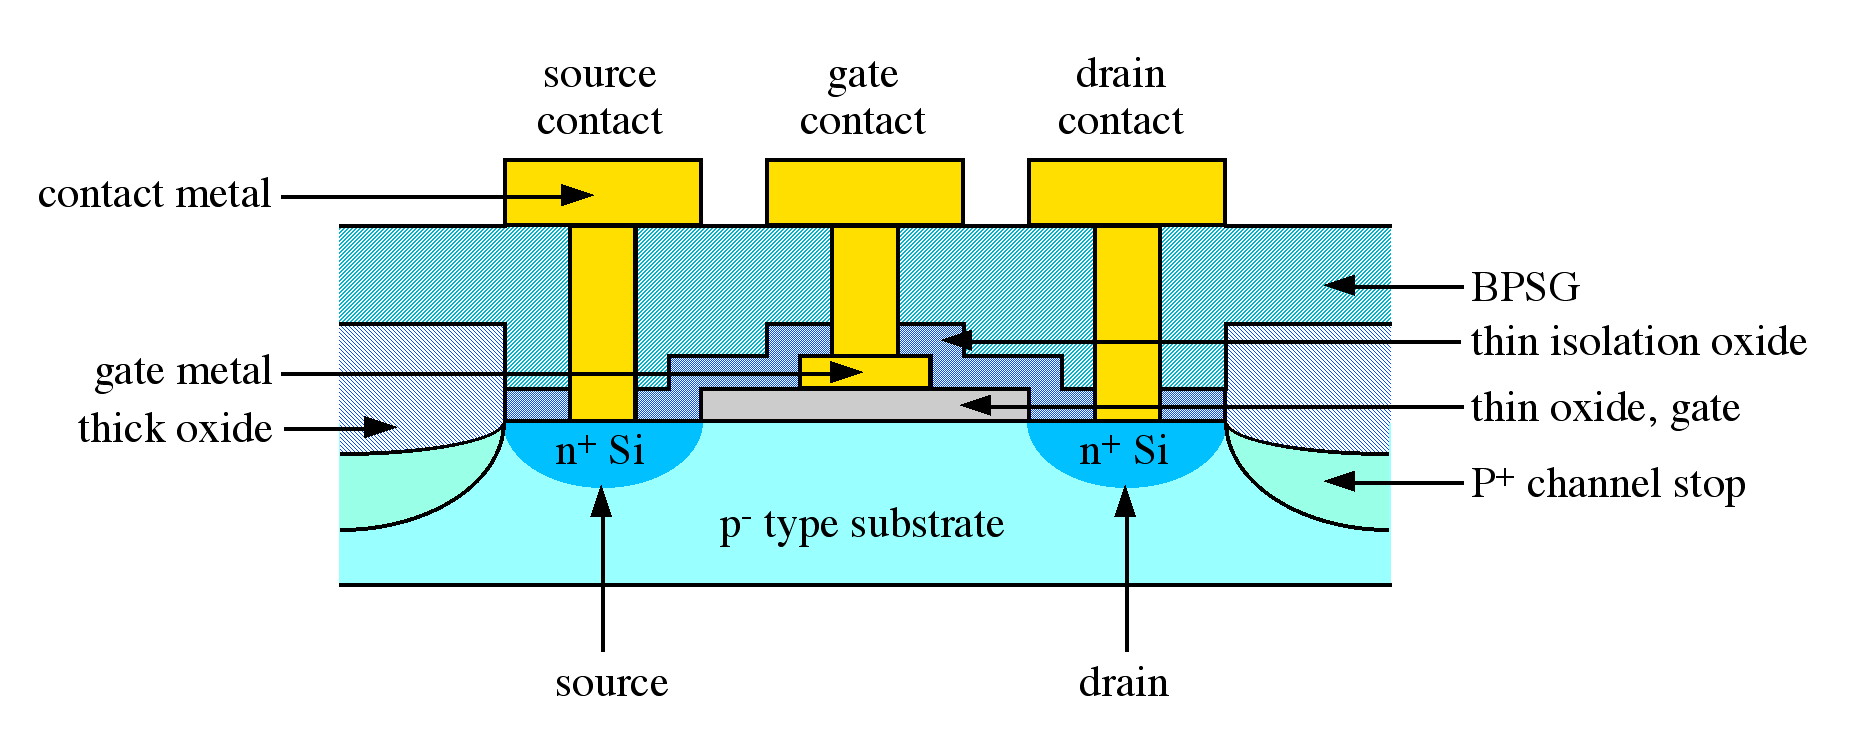 source
contact
gate
contact
drain
contact
contact metal
BPSG
thin isolation oxide
gate metal
thin oxide, gate
thick oxide
n⁺ Si
n⁺ Si
P⁺ channel stop
p⁻ type substrate
source
drain